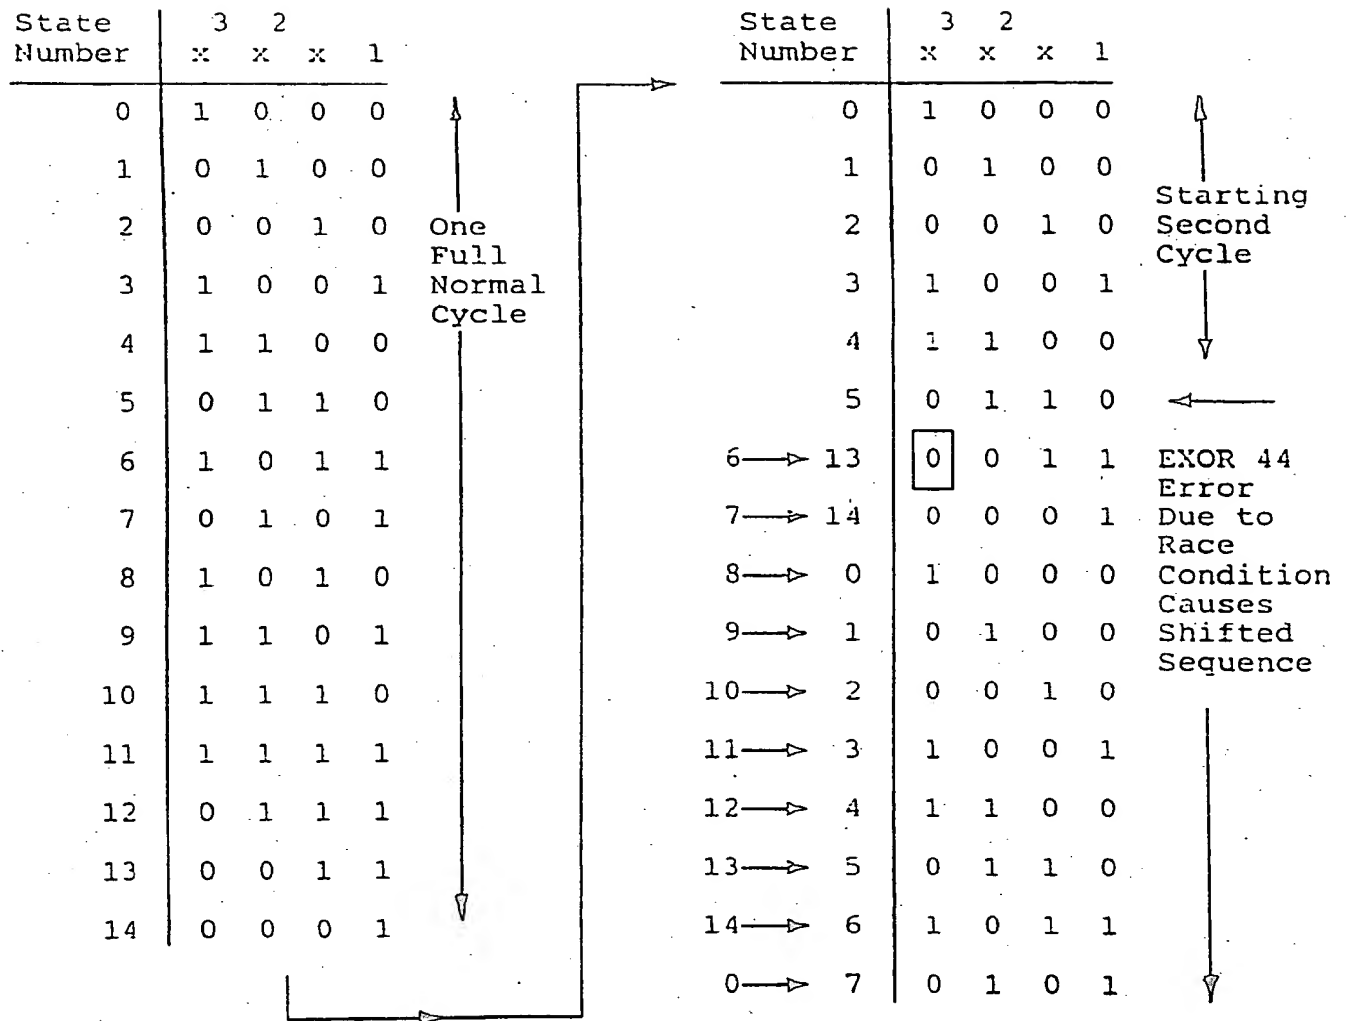 State 3 2
Number x x x 1
0 1 0 0 0
1 0 1 0 0
2 0 0 1 0
3 1 0 0 1
4 1 1 0 0
5 0 1 1 0
6 1 0 1 1
7 0 1 0 1
8 1 0 1 0
9 1 1 0 1
10 1 1 1 0
11 1 1 1 1
12 0 1 1 1
13 0 0 1 1
14 0 0 0 1
One
Full
Normal
Cycle
State 3 2
Number x x x 1
0 1 0 0 0
1 0 1 0 0
2 0 0 1 0
3 1 0 0 1
4 1 1 0 0
5 0 1 1 0
6 13 0 0 1 1
7 14 0 0 0 1
8 0 1 0 0 0
9 1 0 1 0 0
10 2 0 0 1 0
11 3 1 0 0 1
12 4 1 1 0 0
13 5 0 1 1 0
14 6 1 0 1 1
0 7 0 1 0 1
Starting
Second
Cycle
EXOR 44
Error
Due to
Race
Condition
Causes
Shifted
Sequence